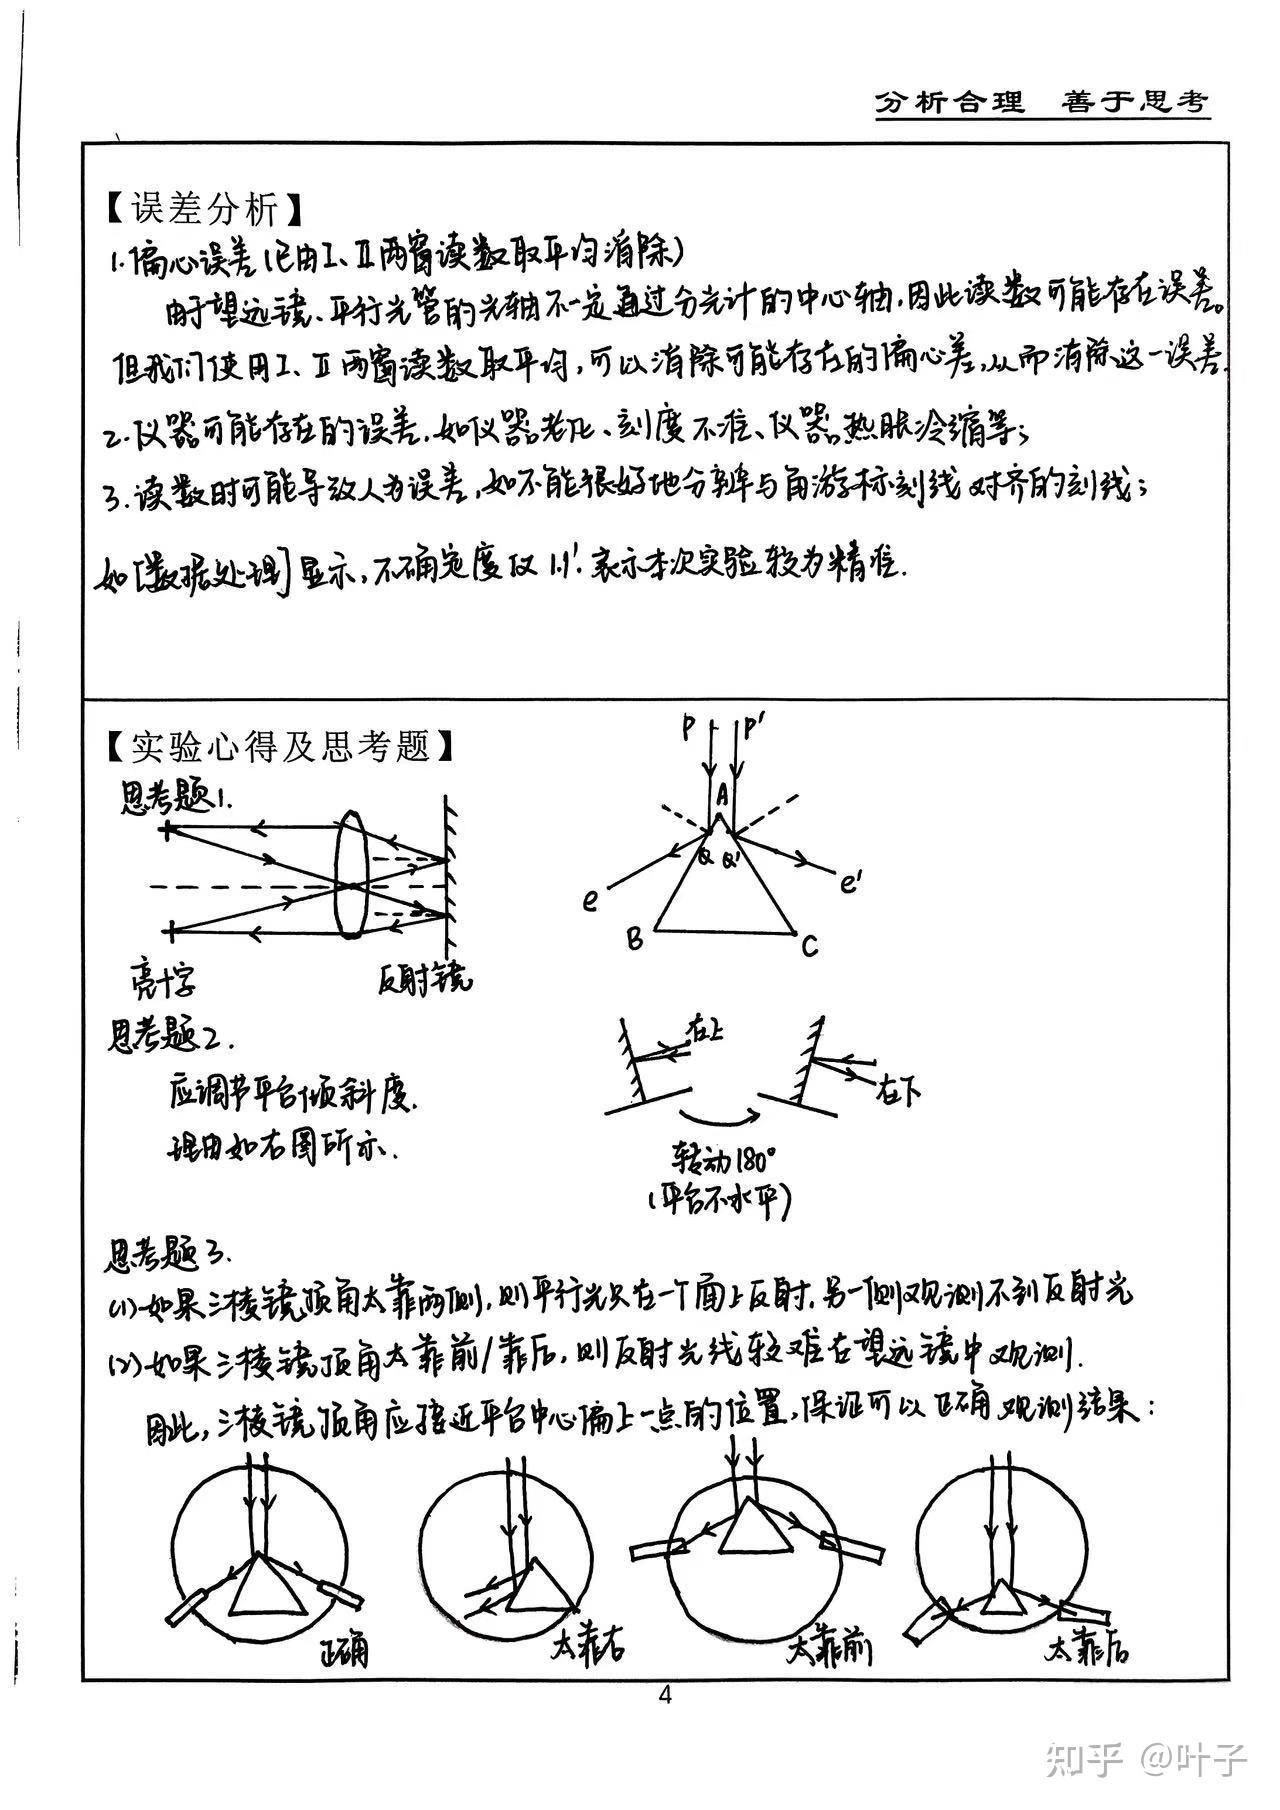 分析合理 善于思考
【误差分析】
1.偏心误差(已由I、II两窗读数取平均消除)
由于望远镜、平行光管的光轴不一定通过分光计的中心轴,因此读数可能存在误差。
但我们使用I、II两窗读数取平均,可以消除可能存在的偏心差,从而消除这一误差.
2.仪器可能存在的误差,如仪器老化、刻度不准、仪器热胀冷缩等;
3.读数时可能导致人为误差,如不能很好地分辨与角游标刻线对齐的刻线;
如[数据处理]显示,不确定度仅1.1′.表示本次实验较为精准.
【实验心得及思考题】
P P′
思考题1.
A
Q Q′
e e′
B C
亮十字 反射镜
思考题2.
右上
应调节平台倾斜度.
右下
理由如右图所示.
转动180°
(平台不水平)
思考题3.
(1)如果三棱镜顶角太靠两侧,则平行光只在一个面上反射.另一侧观测不到反射光
(2)如果三棱镜顶角太靠前/靠后,则反射光线较难在望远镜中观测.
因此,三棱镜顶角应接近平台中心偏上一点的位置,保证可以正确观测结果:
正确 太靠右 太靠前 太靠后
4
知乎 @叶子